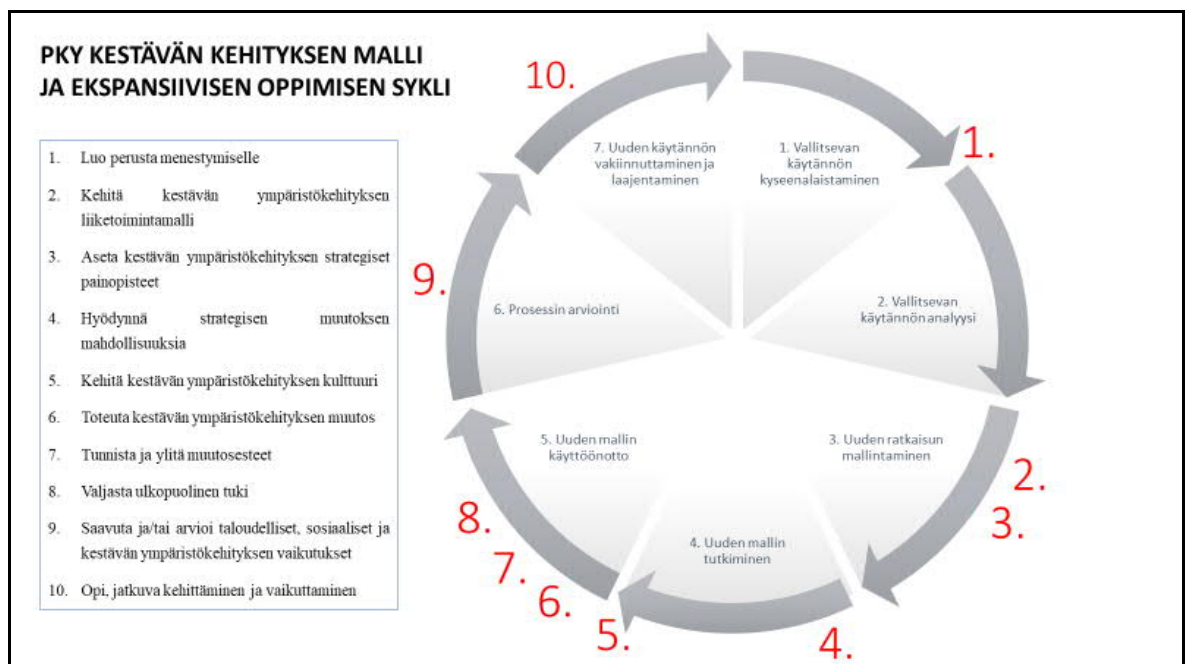 PKY KESTÄVÄN KEHITYKSEN MALLI
JA EKSPANSIIVISEN OPPIMISEN SYKLI
1. Luo perusta menestymiselle
2. Kehitä kestävän ympäristökehityksen
liiketoimintamalli
3. Aseta kestävän ympäristökehityksen strategiset
painopisteet
4. Hyödynnä strategisen muutoksen
mahdollisuuksia
5. Kehitä kestävän ympäristökehityksen kulttuuri
6. Toteuta kestävän ympäristökehityksen muutos
7. Tunnista ja ylitä muutosesteet
8. Valjasta ulkopuolinen tuki
9. Saavuta ja/tai arvioi taloudelliset, sosiaaliset ja
kestävän ympäristökehityksen vaikutukset
10. Opi, jatkuva kehittäminen ja vaikuttaminen
1. Vallitsevan
käytännön
kyseenalaistaminen
2. Vallitsevan
käytännön analyysi
3. Uuden ratkaisun
mallintaminen
4. Uuden mallin
tutkiminen
5. Uuden mallin
käyttöönotto
6. Prosessin arviointi
7. Uuden käytännön
vakiinnuttaminen ja
laajentaminen
1.
2.
3.
4.
5.
6.
7.
8.
9.
10.